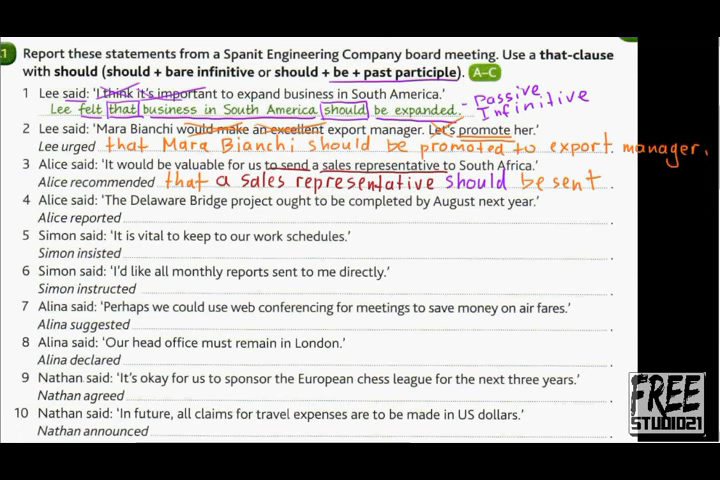 .1 Report these statements from a Spanit Engineering Company board meeting. Use a that-clause
with should (should + bare infinitive or should + be + past participle). A–C
1 Lee said: 'I think it's important to expand business in South America.'
Lee felt that business in South America should be expanded. - Passive
Infinitive
2 Lee said: 'Mara Bianchi would make an excellent export manager. Let's promote her.'
Lee urged that Mara Bianchi should be promoted to export manager.
3 Alice said: 'It would be valuable for us to send a sales representative to South Africa.'
Alice recommended that a sales representative should be sent .
4 Alice said: 'The Delaware Bridge project ought to be completed by August next year.'
Alice reported .
5 Simon said: 'It is vital to keep to our work schedules.'
Simon insisted .
6 Simon said: 'I'd like all monthly reports sent to me directly.'
Simon instructed .
7 Alina said: 'Perhaps we could use web conferencing for meetings to save money on air fares.'
Alina suggested .
8 Alina said: 'Our head office must remain in London.'
Alina declared .
9 Nathan said: 'It's okay for us to sponsor the European chess league for the next three years.'
Nathan agreed .
10 Nathan said: 'In future, all claims for travel expenses are to be made in US dollars.'
Nathan announced .
FREE
STUDIO21